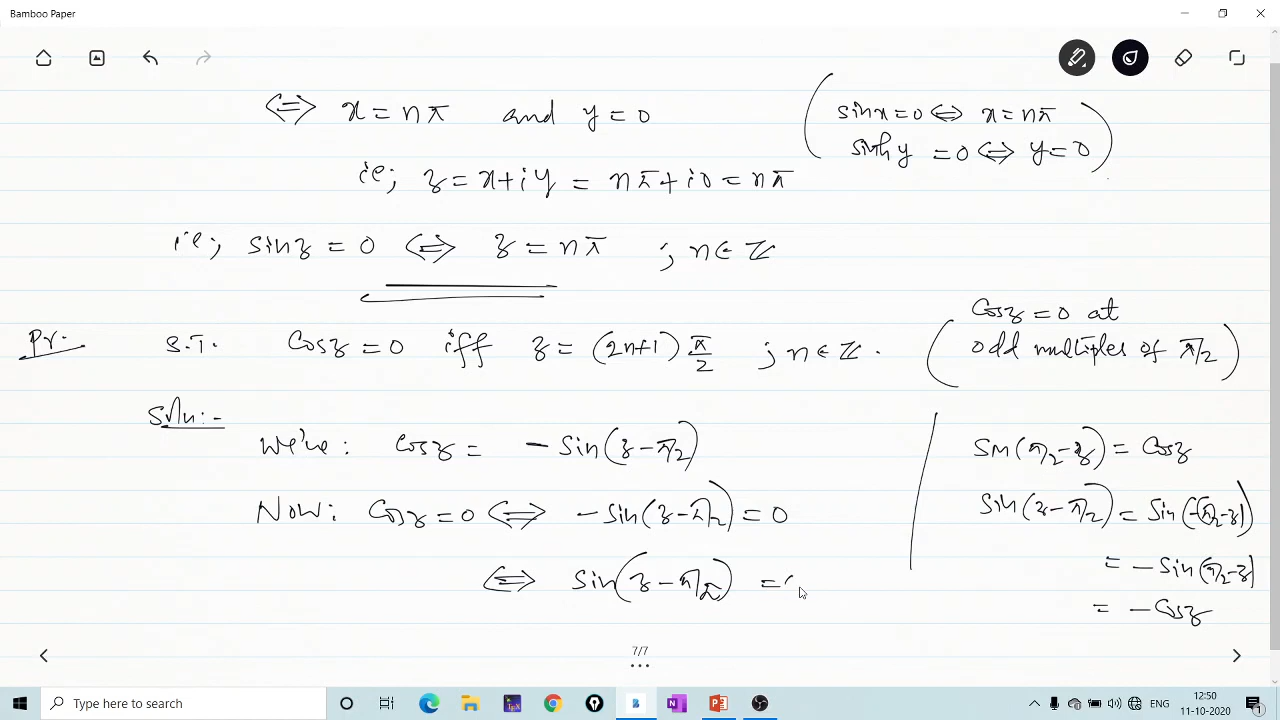 Bamboo Paper
⟺ x = nπ and y = 0
( sin x = 0 ⟺ x = nπ
sinh y = 0 ⟺ y = 0 )
ie; z = x + iy = nπ + i0 = nπ
ie; sin z = 0 ⟺ z = nπ ; n ∈ ℤ
Pr:- S.T. Cos z = 0 iff z = (2n+1) π/2 ; n ∈ ℤ.
( Cos z = 0 at
odd multiples of π/2 )
Soln:-
We've: Cos z = - Sin(z - π/2)
Now: Cos z = 0 ⟺ - Sin(z - π/2) = 0
⟺ Sin(z - π/2) =
Sin(π/2 - z) = Cos z
Sin(z - π/2) = Sin(-(π/2 - z))
= - Sin(π/2 - z)
= - Cos z
7/7
Type here to search
ENG
12:50
11-10-2020
1